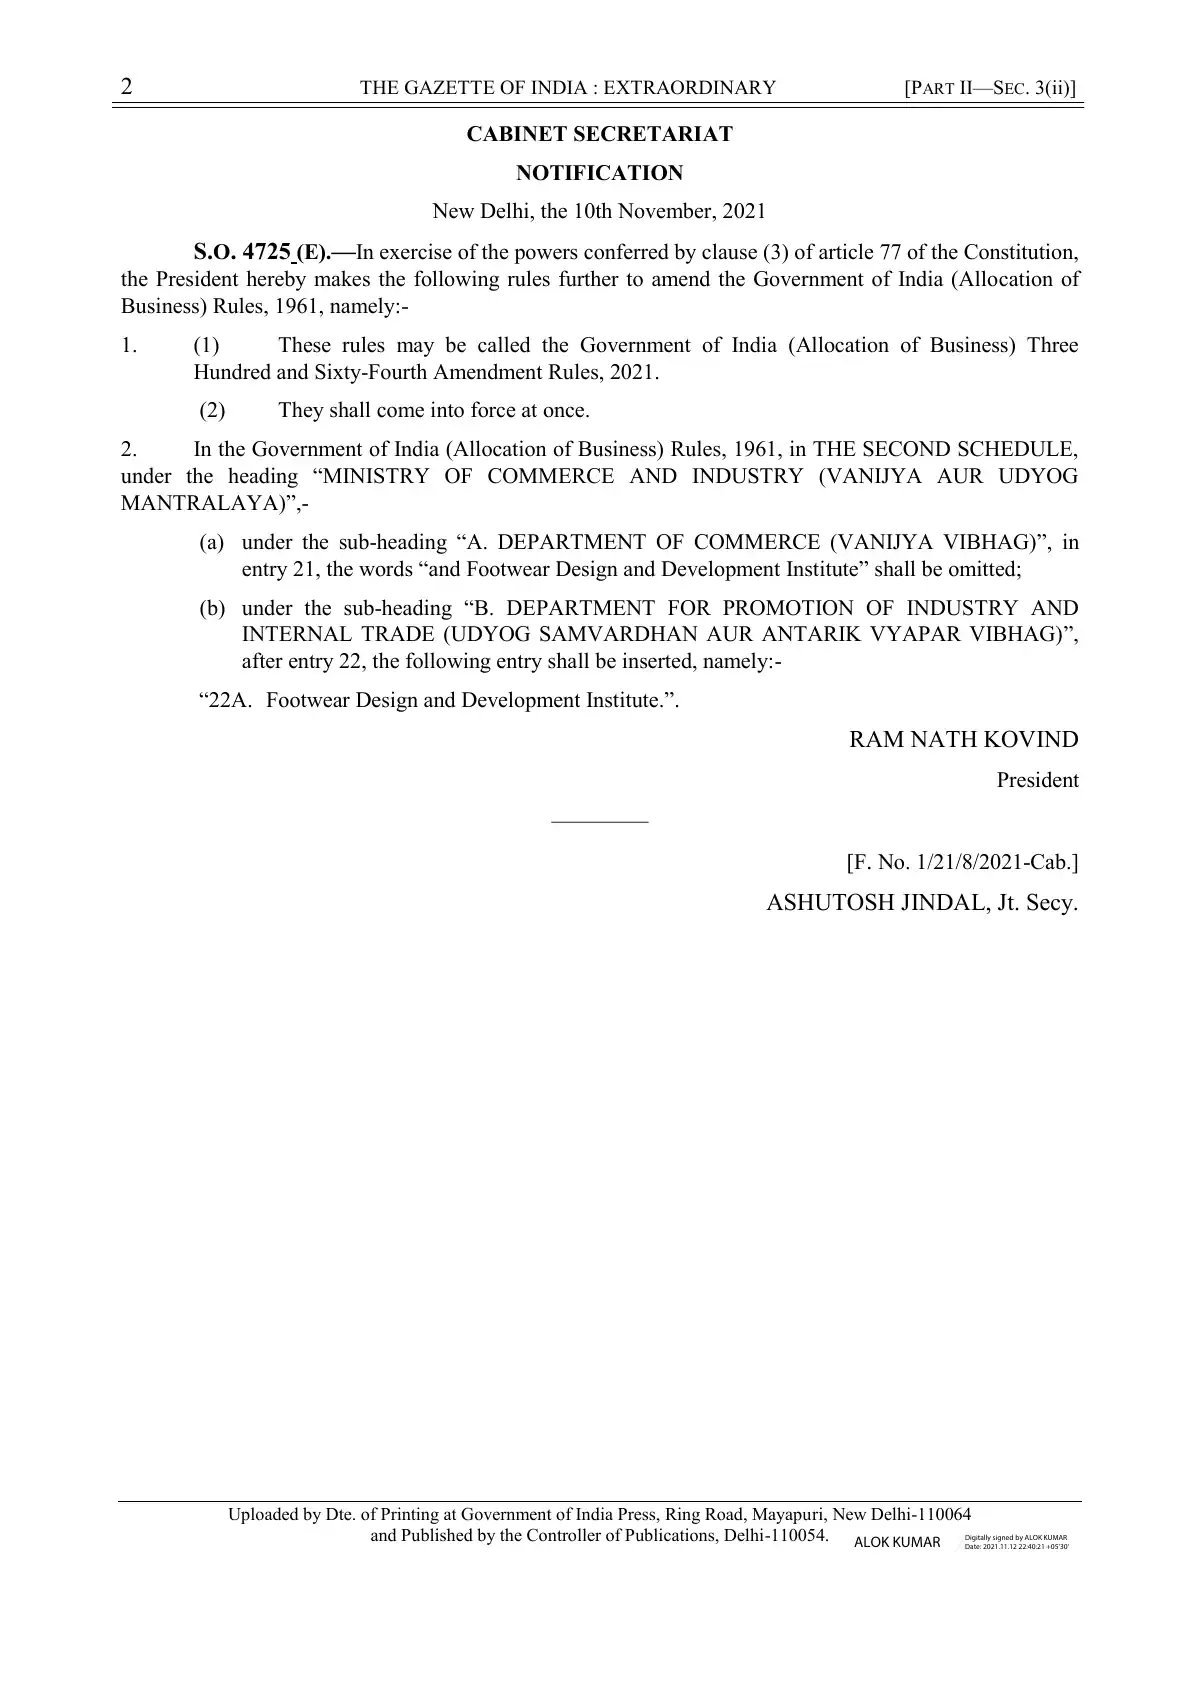 2 THE GAZETTE OF INDIA : EXTRAORDINARY [PART II—SEC. 3(ii)]
CABINET SECRETARIAT
NOTIFICATION
New Delhi, the 10th November, 2021
S.O. 4725 (E).—In exercise of the powers conferred by clause (3) of article 77 of the Constitution,
the President hereby makes the following rules further to amend the Government of India (Allocation of
Business) Rules, 1961, namely:-
1. (1) These rules may be called the Government of India (Allocation of Business) Three
Hundred and Sixty-Fourth Amendment Rules, 2021.
(2) They shall come into force at once.
2. In the Government of India (Allocation of Business) Rules, 1961, in THE SECOND SCHEDULE,
under the heading “MINISTRY OF COMMERCE AND INDUSTRY (VANIJYA AUR UDYOG
MANTRALAYA)”,-
(a) under the sub-heading “A. DEPARTMENT OF COMMERCE (VANIJYA VIBHAG)”, in
entry 21, the words “and Footwear Design and Development Institute” shall be omitted;
(b) under the sub-heading “B. DEPARTMENT FOR PROMOTION OF INDUSTRY AND
INTERNAL TRADE (UDYOG SAMVARDHAN AUR ANTARIK VYAPAR VIBHAG)”,
after entry 22, the following entry shall be inserted, namely:-
“22A. Footwear Design and Development Institute.”.
RAM NATH KOVIND
President
[F. No. 1/21/8/2021-Cab.]
ASHUTOSH JINDAL, Jt. Secy.
Uploaded by Dte. of Printing at Government of India Press, Ring Road, Mayapuri, New Delhi-110064
and Published by the Controller of Publications, Delhi-110054.
ALOK KUMAR
Digitally signed by ALOK KUMAR
Date: 2021.11.12 22:40:21 +05'30'